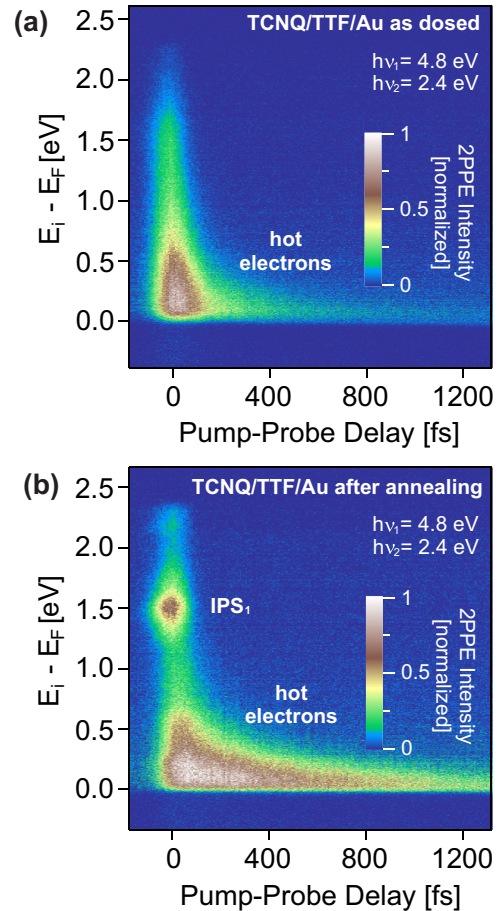 (a)
TCNQ/TTF/Au as dosed
hν₁= 4.8 eV
hν₂= 2.4 eV
2.5
2.0
1.5
1.0
0.5
0.0
Eᵢ - E_F [eV]
1
0.5
0
2PPE Intensity
[normalized]
hot
electrons
0
400
800
1200
Pump-Probe Delay [fs]
(b)
TCNQ/TTF/Au after annealing
hν₁= 4.8 eV
hν₂= 2.4 eV
2.5
2.0
1.5
1.0
0.5
0.0
Eᵢ - E_F [eV]
IPS₁
1
0.5
0
2PPE Intensity
[normalized]
hot
electrons
0
400
800
1200
Pump-Probe Delay [fs]